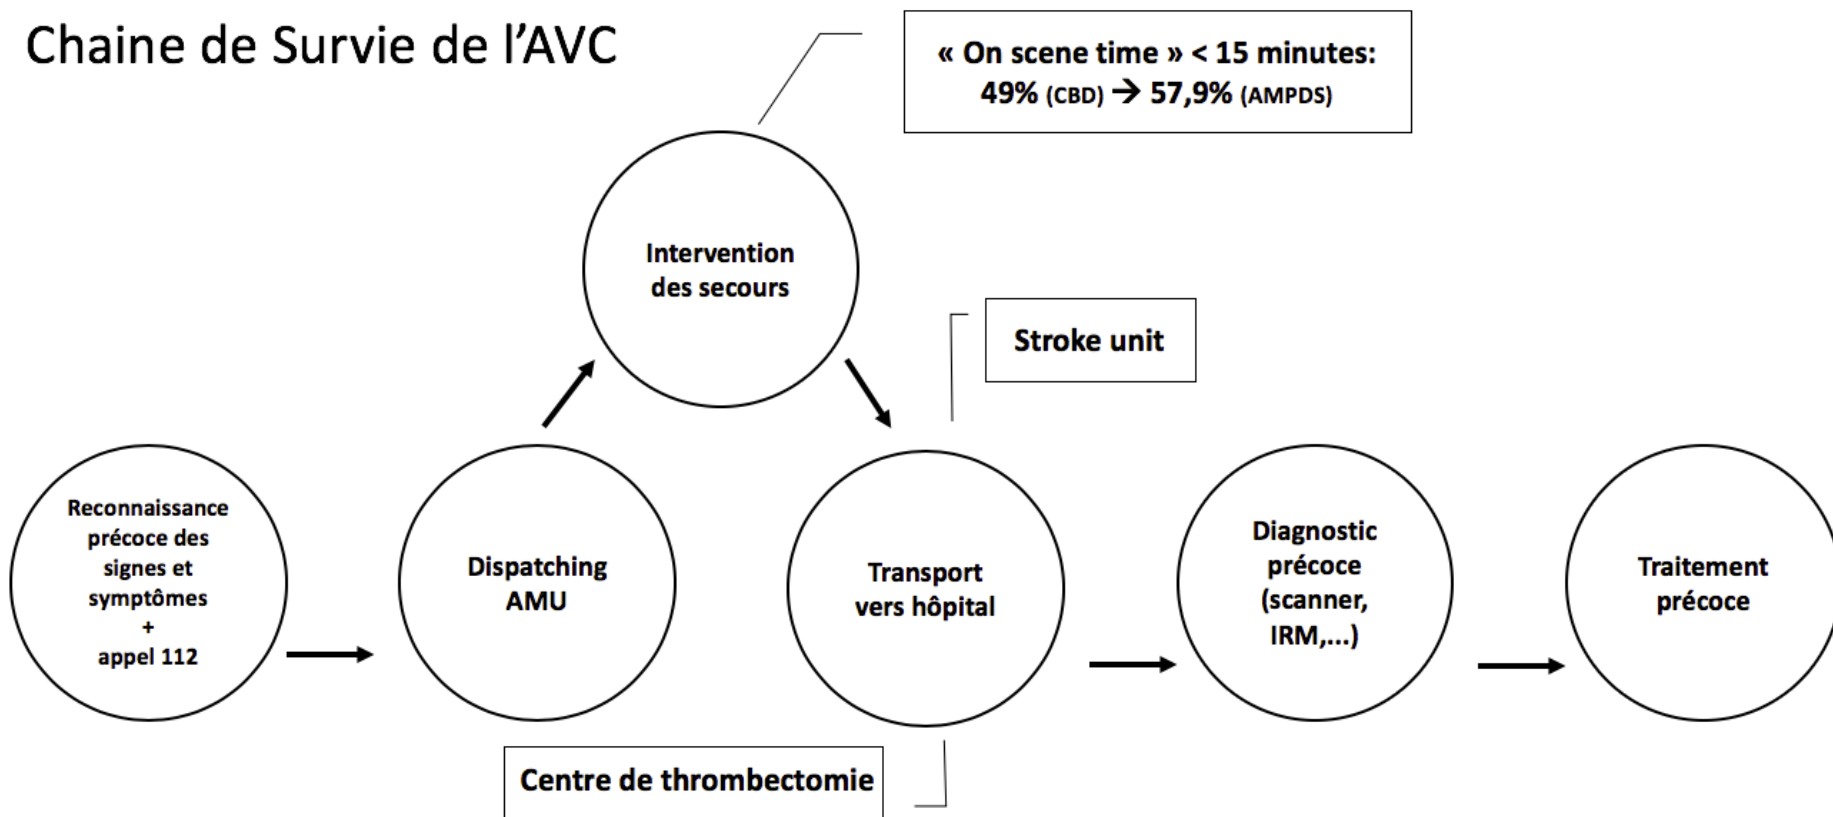 Chaine de Survie de l’AVC
« On scene time » < 15 minutes:
49% (CBD) → 57,9% (AMPDS)
Intervention
des secours
Stroke unit
Reconnaissance
précoce des
signes et
symptômes
+
appel 112
Dispatching
AMU
Transport
vers hôpital
Diagnostic
précoce
(scanner,
IRM,...)
Traitement
précoce
Centre de thrombectomie